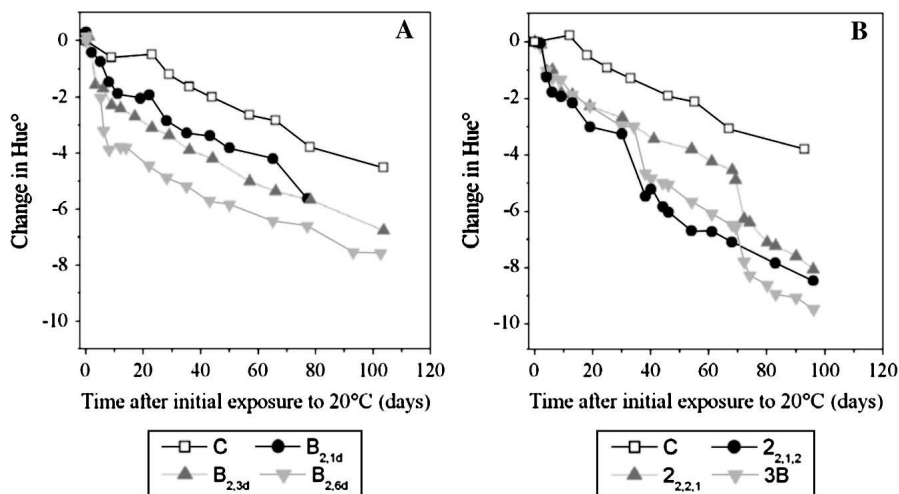 A
Change in Hue°
0
-2
-4
-6
-8
-10
0 20 40 60 80 100 120
Time after initial exposure to 20°C (days)
C B2,1d
B2,3d B2,6d
B
Change in Hue°
0
-2
-4
-6
-8
-10
0 20 40 60 80 100 120
Time after initial exposure to 20°C (days)
C 22,1,2
22,2,1 3B